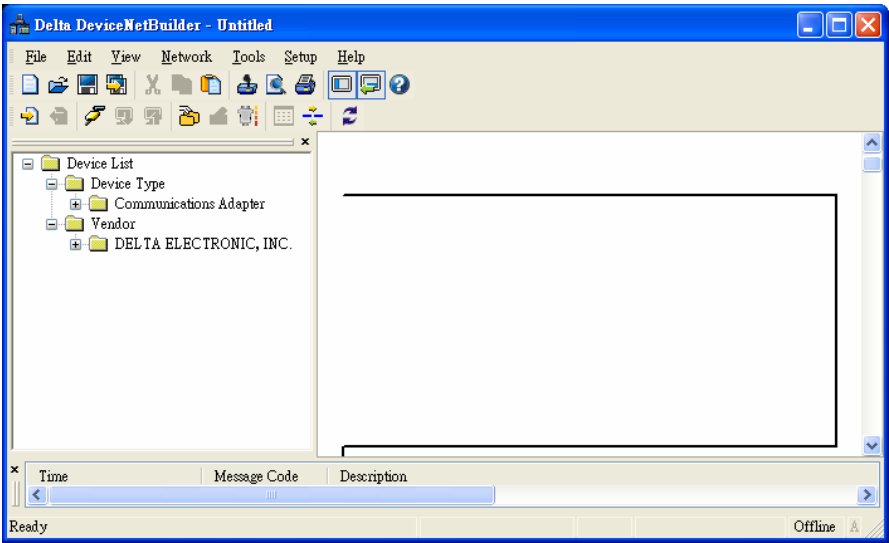 Delta DeviceNetBuilder - Untitled
File Edit View Network Tools Setup Help
Device List
Device Type
Communications Adapter
Vendor
DELTA ELECTRONIC, INC.
Time Message Code Description
Ready Offline A